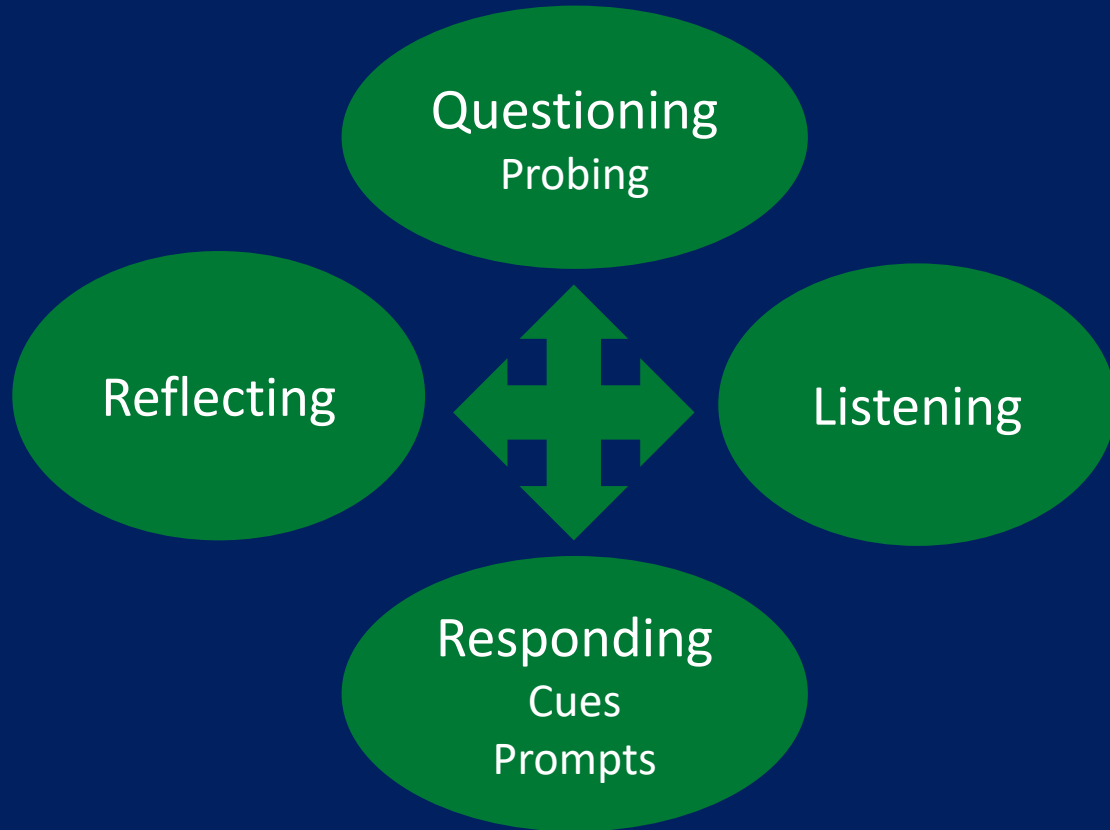 Questioning
Probing
Reflecting
Listening
Responding
Cues
Prompts